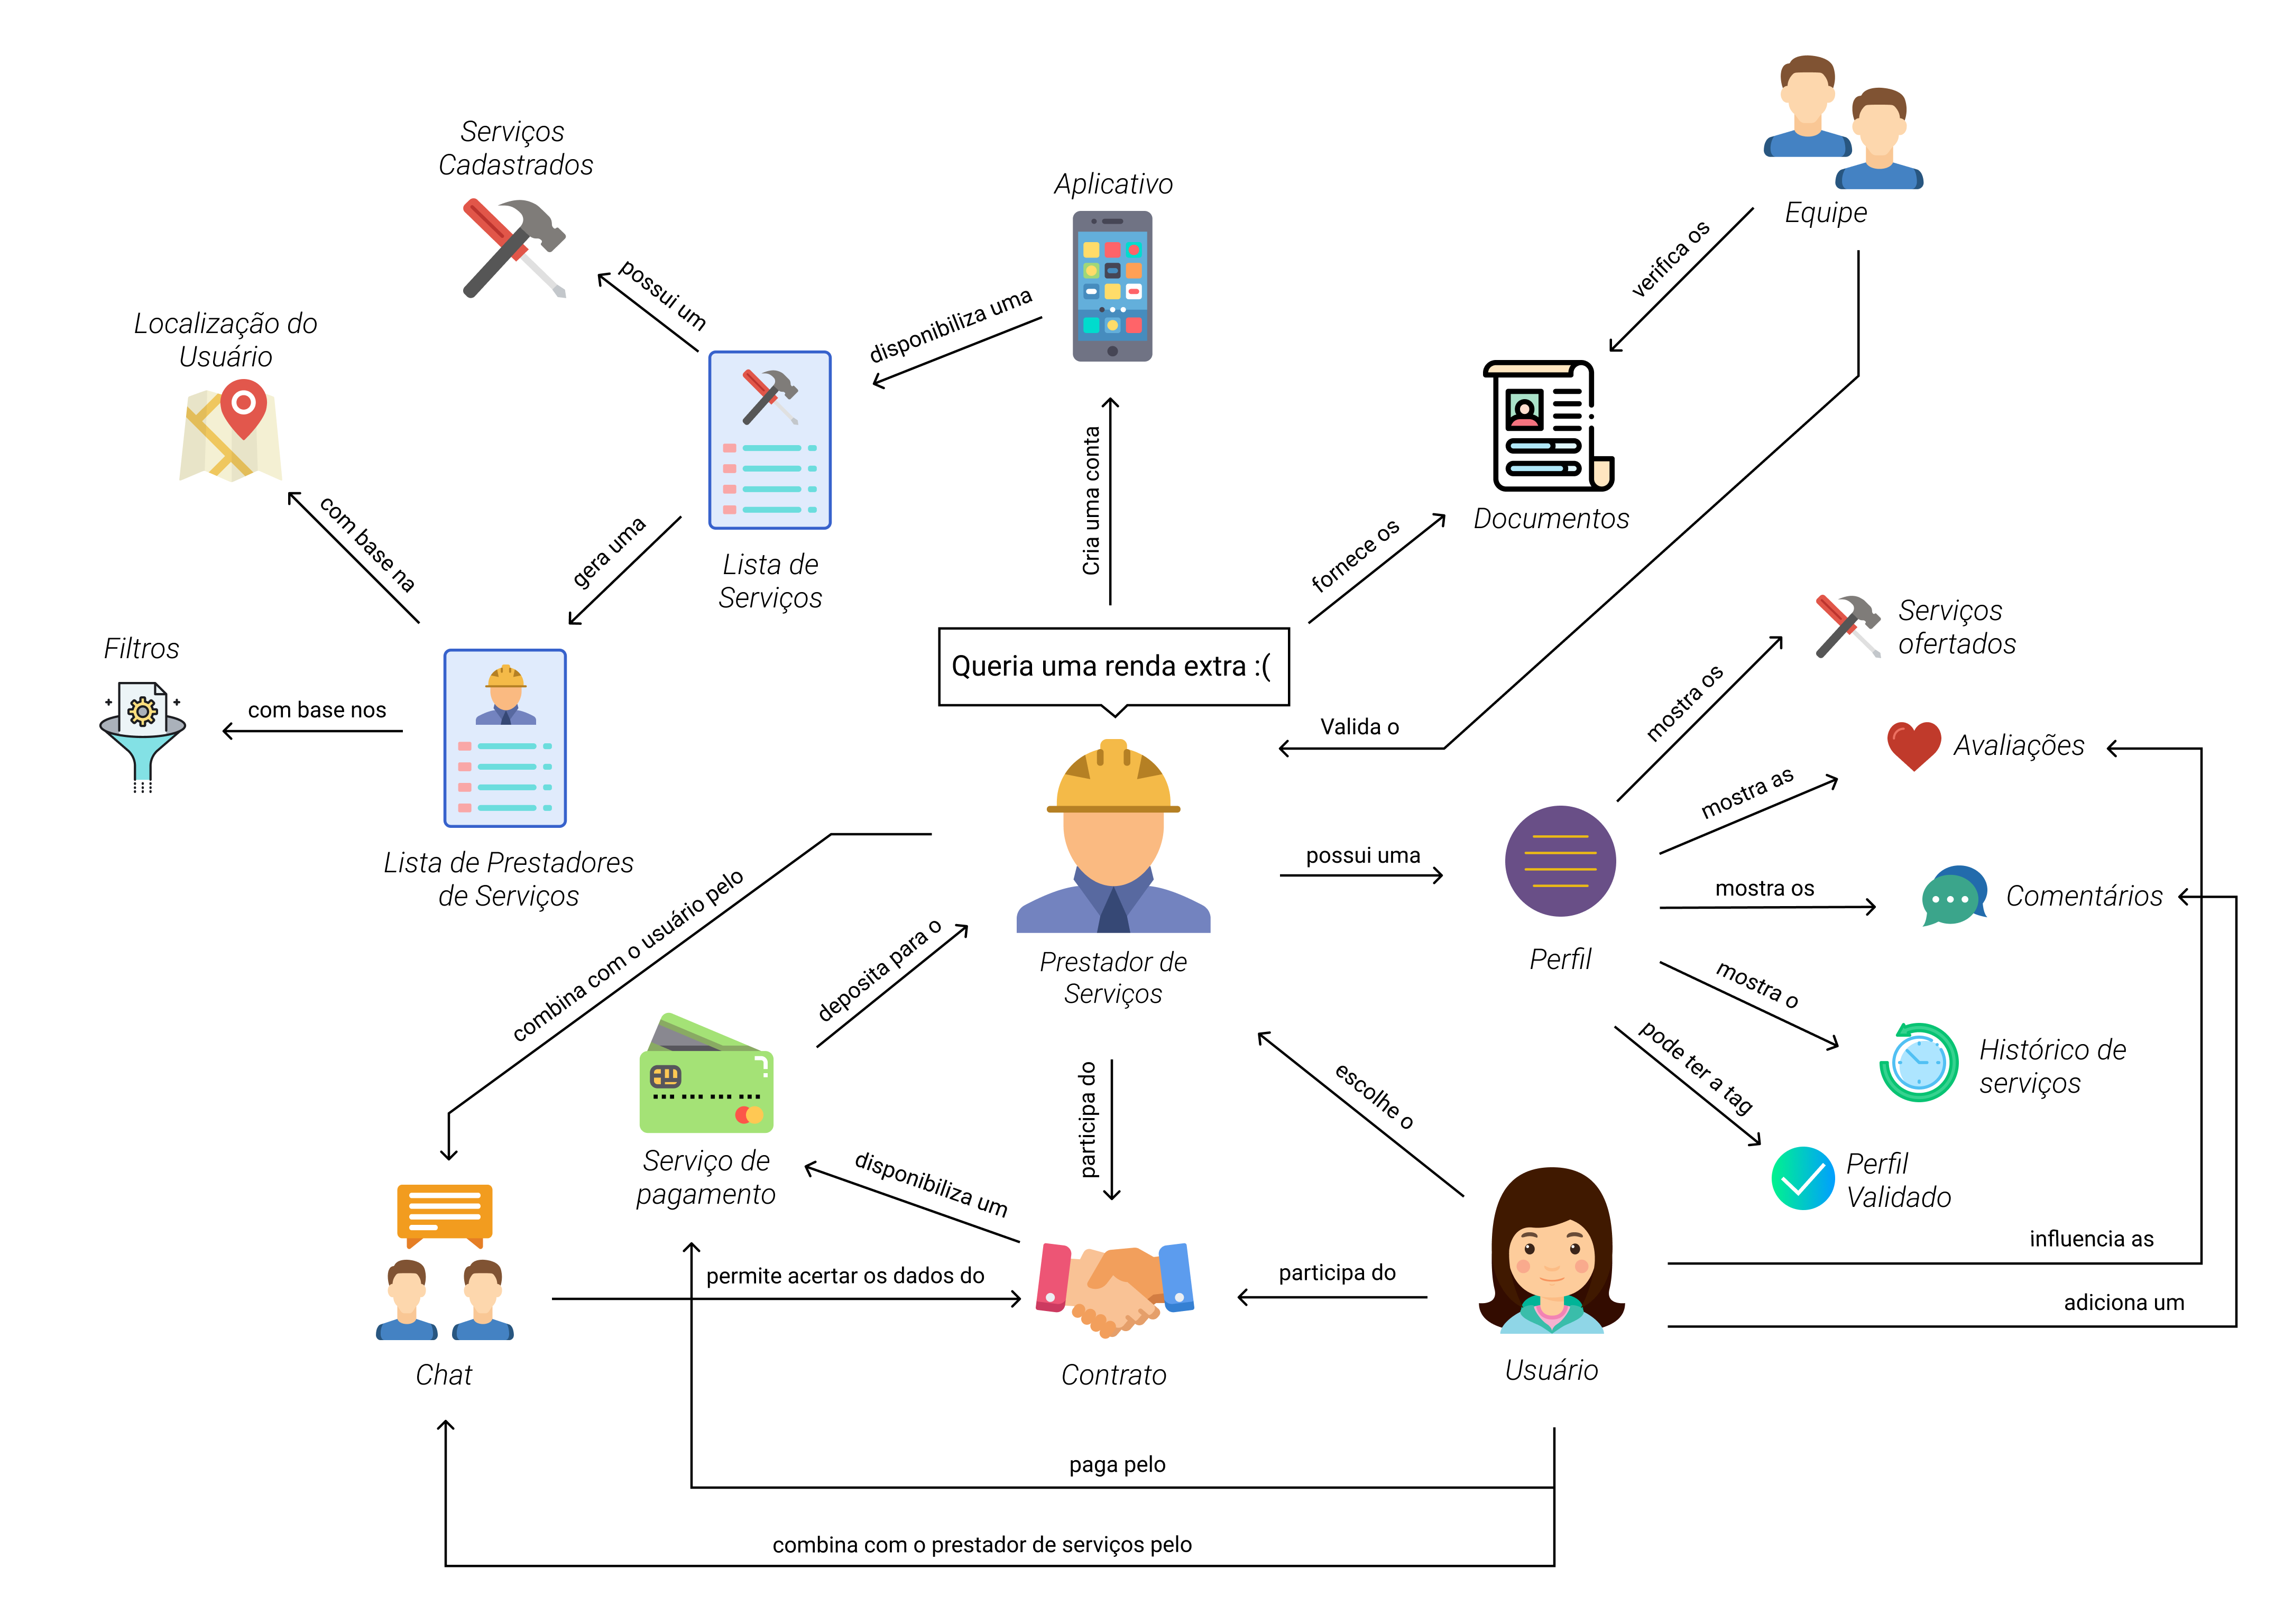 Serviços
Cadastrados
Aplicativo
Equipe
verifica os
possui um
disponibiliza uma
Localização do
Usuário
Cria uma conta
Documentos
fornece os
com base na
gera uma
Lista de
Serviços
Serviços
ofertados
Filtros
com base nos
Queria uma renda extra :(
Valida o
mostra os
Avaliações
mostra as
Lista de Prestadores
de Serviços
possui uma
mostra os
Comentários
combina com o usuário pelo
deposita para o
Prestador de
Serviços
Perfil
mostra o
Histórico de
serviços
pode ter a tag
participa do
escolhe o
Serviço de
pagamento
disponibiliza um
Perfil
Validado
influencia as
permite acertar os dados do
participa do
adiciona um
Chat
Contrato
Usuário
paga pelo
combina com o prestador de serviços pelo